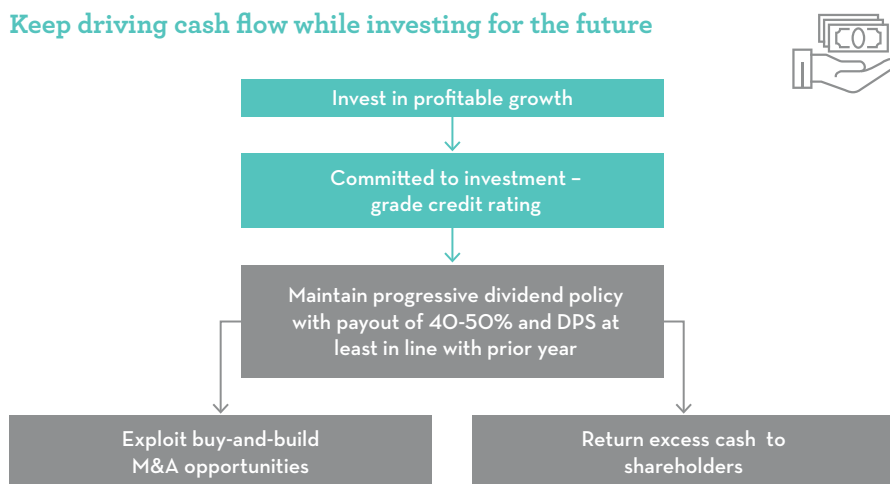 Keep driving cash flow while investing for the future
Invest in profitable growth
Committed to investment –
grade credit rating
Maintain progressive dividend policy
with payout of 40-50% and DPS at
least in line with prior year
Exploit buy-and-build
M&A opportunities
Return excess cash to
shareholders